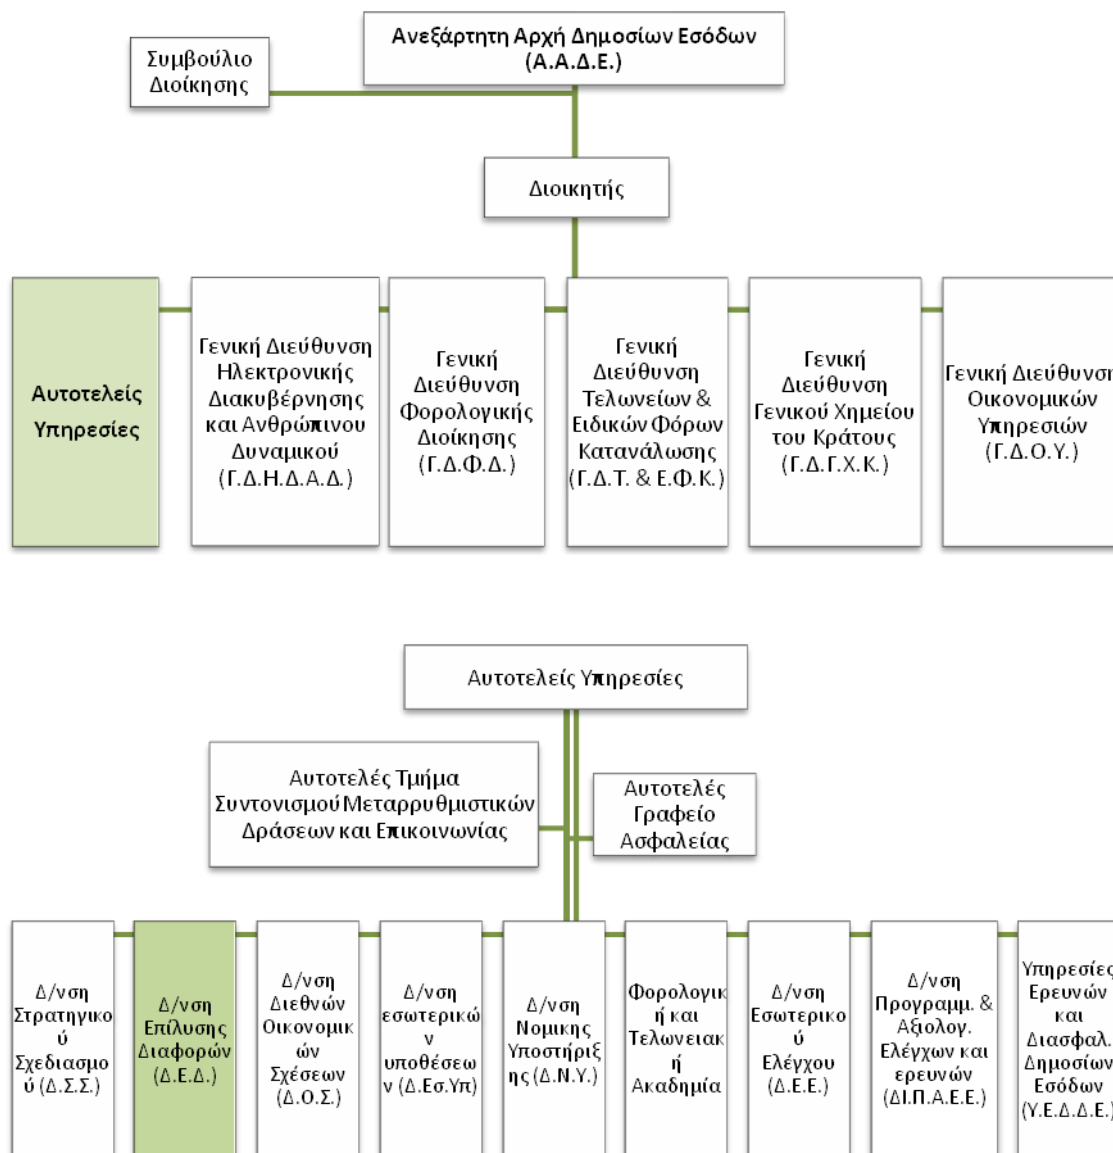 Ανεξάρτητη Αρχή Δημοσίων Εσόδων
(Α.Α.Δ.Ε.)
Συμβούλιο
Διοίκησης
Διοικητής
Αυτοτελείς
Υπηρεσίες
Γενική Διεύθυνση
Ηλεκτρονικής
Διακυβέρνησης
και Ανθρώπινου
Δυναμικού
(Γ.Δ.Η.Δ.Α.Δ.)
Γενική
Διεύθυνση
Φορολογικής
Διοίκησης
(Γ.Δ.Φ.Δ.)
Γενική
Διεύθυνση
Τελωνείων &
Ειδικών Φόρων
Κατανάλωσης
(Γ.Δ.Τ. & Ε.Φ.Κ.)
Γενική
Διεύθυνση
Γενικού Χημείου
του Κράτους
(Γ.Δ.Γ.Χ.Κ.)
Γενική Διεύθυνση
Οικονομικών
Υπηρεσιών
(Γ.Δ.Ο.Υ.)
Αυτοτελείς Υπηρεσίες
Αυτοτελές Τμήμα
Συντονισμού Μεταρρυθμιστικών
Δράσεων και Επικοινωνίας
Αυτοτελές
Γραφείο
Ασφαλείας
Δ/νση
Στρατηγικο
ύ
Σχεδιασμο
ύ (Δ.Σ.Σ.)
Δ/νση
Επίλυσης
Διαφορών
(Δ.Ε.Δ.)
Δ/νση
Διεθνών
Οικονομικ
ών
Σχέσεων
(Δ.Ο.Σ.)
Δ/νση
εσωτερικώ
ν
υποθέσεω
ν (Δ.Εσ.Υπ)
Δ/νση
Νομικης
Υποστήριξ
ης (Δ.Ν.Υ.)
Φορολογικ
ή και
Τελωνειακ
ή
Ακαδημία
Δ/νση
Εσωτερικο
ύ
Ελέγχου
(Δ.Ε.Ε.)
Δ/νση
Προγραμμ. &
Αξιολογ.
Ελέγχων και
ερευνών
(ΔΙ.Π.Α.Ε.Ε.)
Υπηρεσίες
Ερευνών
και
Διασφαλ.
Δημοσίων
Εσόδων
(Υ.Ε.Δ.Δ.Ε.)